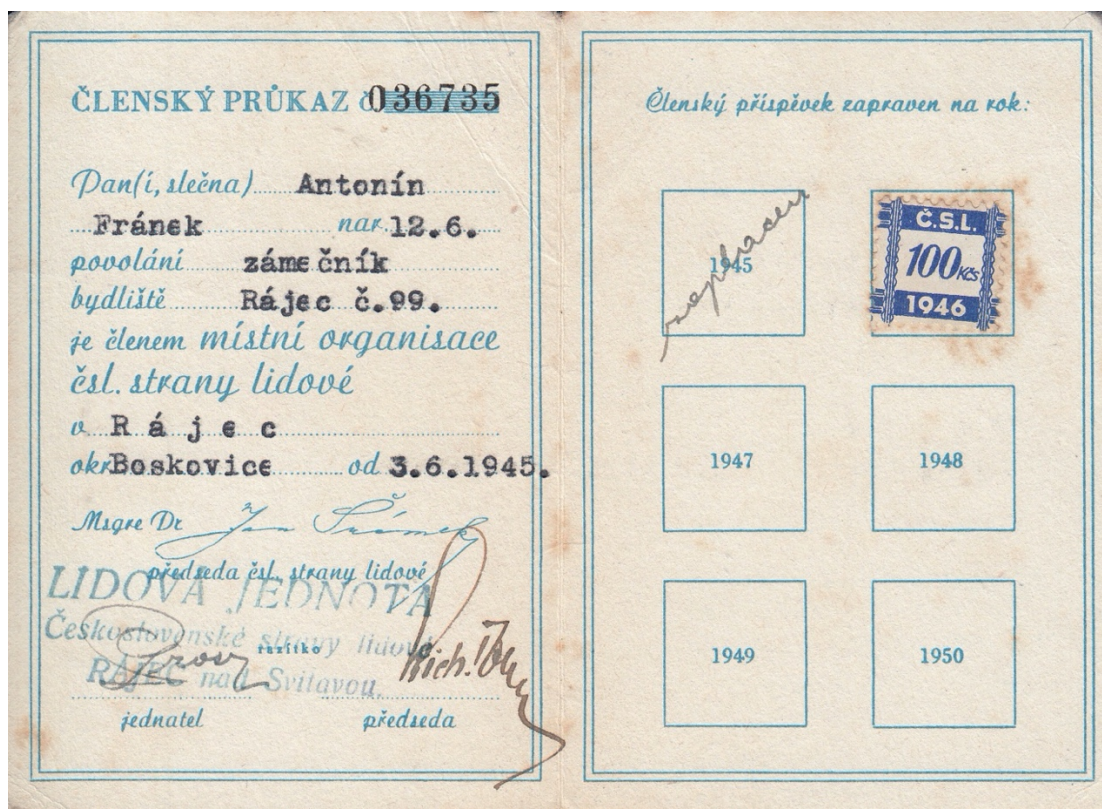 ČLENSKÝ PRŮKAZ č 036735
Pan(í, slečna) Antonín
Fránek nar. 12.6.
povolání zámečník
bydliště Rájec č.99.
je členem místní organisace
čsl. strany lidové
v R á j e c
okr Boskovice od 3.6.1945.
Msgre Dr Jan Šrámek
předseda čsl. strany lidové
LIDOVÁ JEDNOTA
Československé strany lidové
razítko
RÁJEC nad Svitavou.
Rich.
jednatel předseda
Členský příspěvek zapraven na rok:
1945
Č.S.L.
100 Kčs
1946
1947 1948
1949 1950